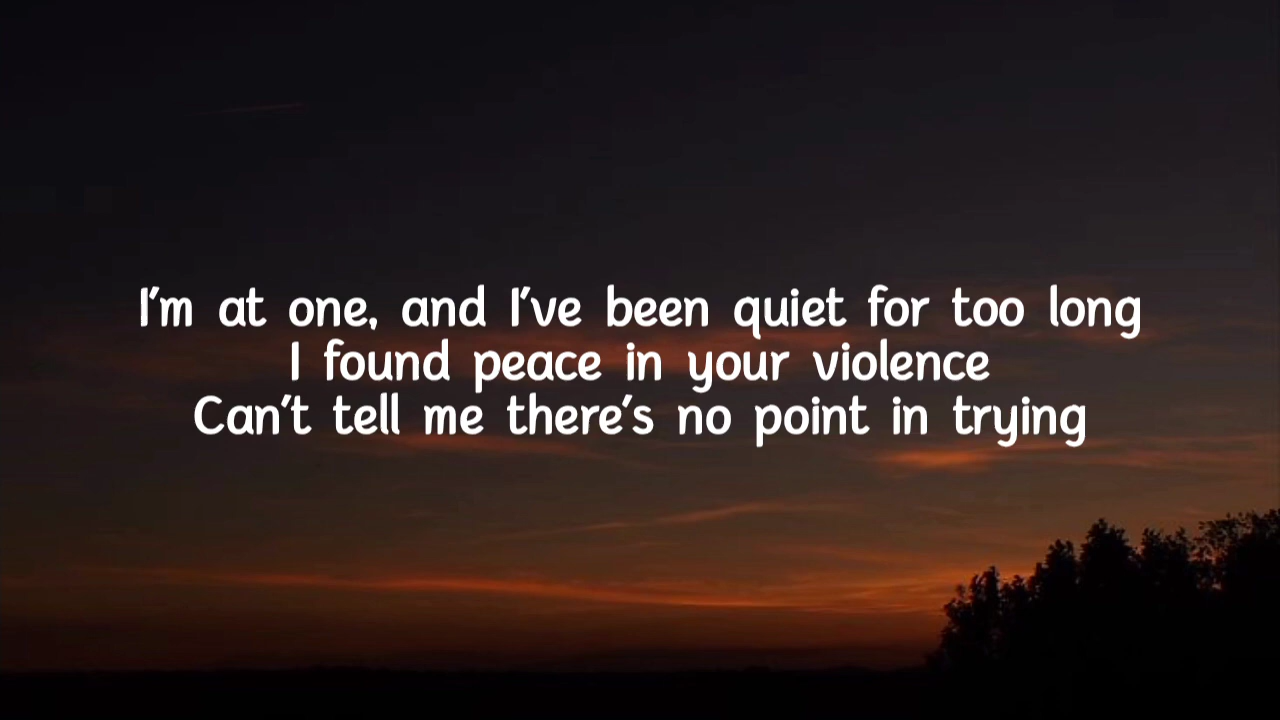 I'm at one, and I've been quiet for too long
I found peace in your violence
Can't tell me there's no point in trying